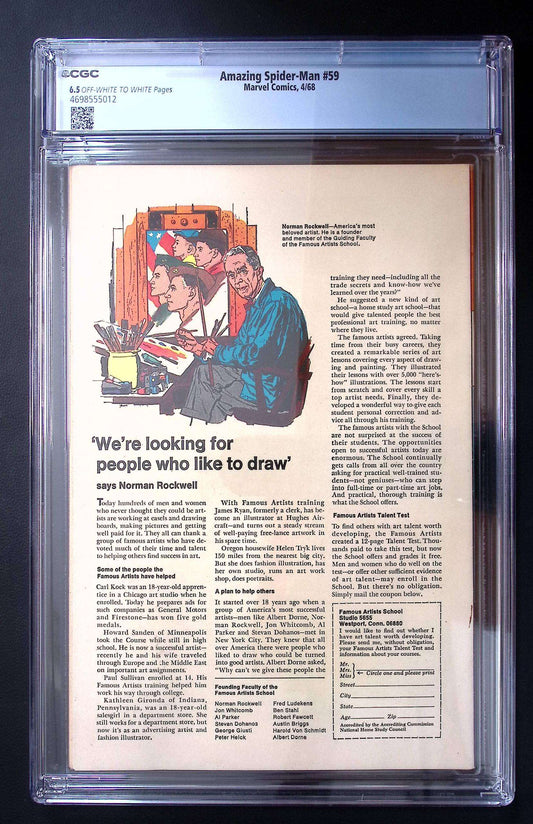 CGC
Amazing Spider-Man #59
Marvel Comics, 4/68
6.5 OFF-WHITE TO WHITE Pages
4698555012
Norman Rockwell—America's most
beloved artist. He is a founder
and member of the Guiding Faculty
of the Famous Artists School.
'We're looking for
people who like to draw'
says Norman Rockwell
Today hundreds of men and women
who never thought they could be art-
ists are working at easels and drawing
boards, making pictures and getting
well paid for it. They all can thank a
group of famous artists who have de-
voted much of their time and talent
to helping others find success in art.
Some of the people the
Famous Artists have helped
Carl Kock was an 18-year-old appren-
tice in a Chicago art studio when he
enrolled. Today he prepares ads for
such companies as General Motors
and Firestone—has won five gold
medals.
Howard Sanden of Minneapolis
took the Course while still in high
school. He is now a successful artist—
recently he and his wife traveled
through Europe and the Middle East
on important art assignments.
Paul Sullivan enrolled at 14. His
Famous Artists training helped him
work his way through college.
Kathleen Gironda of Indiana,
Pennsylvania, was an 18-year-old
salesgirl in a department store. She
still works for a department store, but
now it's as an advertising artist and
fashion illustrator.
With Famous Artists training
James Ryan, formerly a clerk, has be-
come an illustrator at Hughes Air-
craft—and turns out a steady stream
of well-paying free-lance artwork in
his spare time.
Oregon housewife Helen Tryk lives
150 miles from the nearest big city.
But she does fashion illustration, has
her own studio, runs an art work
shop, does portraits.
A plan to help others
It started over 18 years ago when a
group of America's most successful
artists—men like Albert Dorne, Nor-
man Rockwell, Jon Whitcomb, Al
Parker and Stevan Dohanos—met in
New York City. They knew that all
over America there were people who
liked to draw who could be turned
into good artists. Albert Dorne asked,
"Why can't we give these people the
Founding Faculty of the
Famous Artists School
Norman Rockwell
Jon Whitcomb
Al Parker
Stevan Dohanos
George Giusti
Peter Helck
Fred Ludekens
Ben Stahl
Robert Fawcett
Austin Briggs
Harold Von Schmidt
Albert Dorne
training they need—including all the
trade secrets and know-how we've
learned over the years?"
He suggested a new kind of art
school—a home study art school—that
would give talented people the best
professional art training, no matter
where they live.
The famous artists agreed. Taking
time from their busy careers, they
created a remarkable series of art
lessons covering every aspect of draw-
ing and painting. They illustrated
their lessons with over 5,000 "here's-
how" illustrations. The lessons start
from scratch and cover every skill a
top artist needs. Finally, they de-
veloped a wonderful way to give each
student personal correction and ad-
vice all through his training.
The famous artists with the School
are not surprised at the success of
their students. The opportunities
open to successful artists today are
enormous. The School continually
gets calls from all over the country
asking for practical well-trained stu-
dents—not geniuses—who can step
into full-time or part-time art jobs.
And practical, thorough training is
what the School offers.
Famous Artists Talent Test
To find others with art talent worth
developing, the Famous Artists
created a 12-page Talent Test. Thou-
sands paid to take this test, but now
the School offers and grades it free.
Men and women who do well on the
test—or offer other sufficient evidence
of art talent—may enroll in the
School. But there's no obligation.
Simply mail the coupon below.
Famous Artists School
Studio 5655
Westport, Conn. 06880
I would like to find out whether I
have art talent worth developing.
Please send me, without obligation,
your Famous Artists Talent Test and
information about your courses.
Mr.
Mrs.
Miss
Circle one and please print
Street
City
State
Age Zip
Accredited by the Accrediting Commission
National Home Study Council